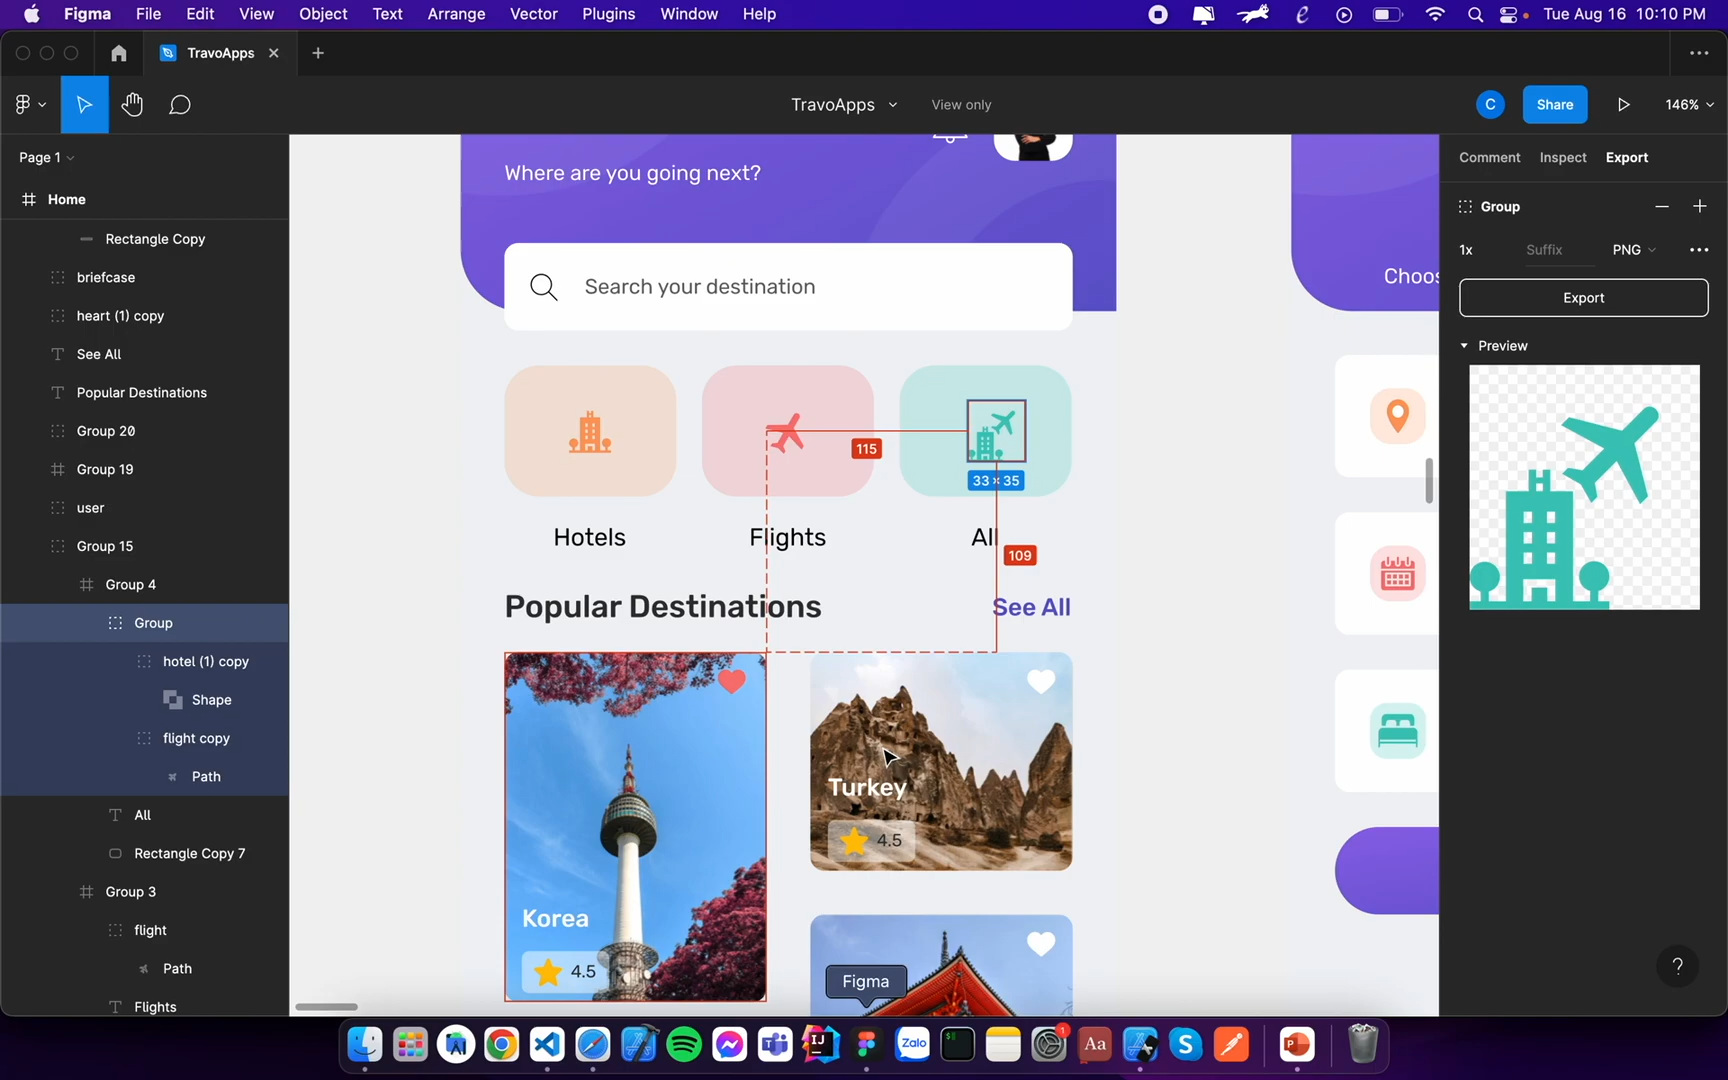 Figma File Edit View Object Text Arrange Vector Plugins Window Help
Tue Aug 16 10:10 PM
TravoApps
TravoApps
View only
C
Share
146%
Page 1
Home
Rectangle Copy
briefcase
heart (1) copy
See All
Popular Destinations
Group 20
Group 19
user
Group 15
Group 4
Group
hotel (1) copy
Shape
flight copy
Path
All
Rectangle Copy 7
Group 3
flight
Path
Flights
Where are you going next?
Search your destination
115
33 × 35
Hotels
Flights
All
109
Popular Destinations
See All
Turkey
4.5
Korea
4.5
Figma
Choos
Comment Inspect Export
Group
1x Suffix PNG
Export
Preview
?
Zalo
IJ
Aa
1